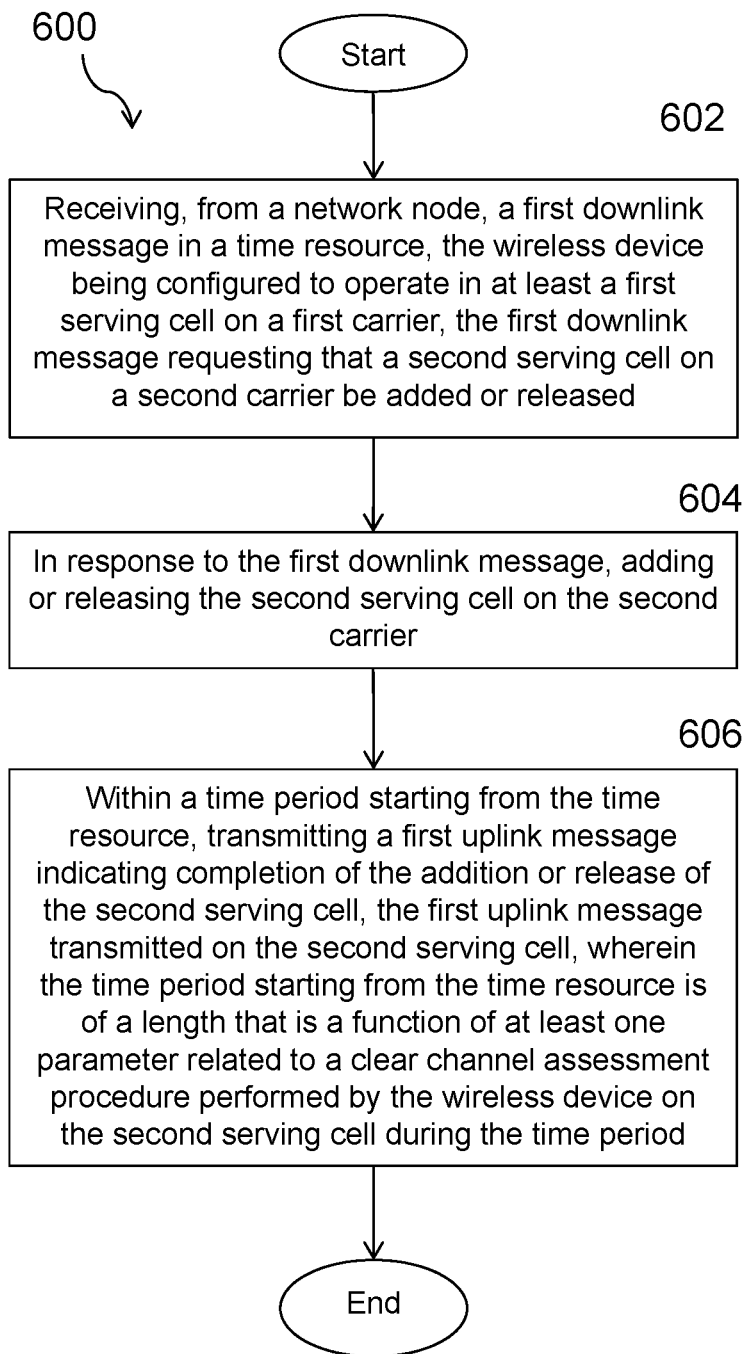 600
Start
602
Receiving, from a network node, a first downlink
message in a time resource, the wireless device
being configured to operate in at least a first
serving cell on a first carrier, the first downlink
message requesting that a second serving cell on
a second carrier be added or released
604
In response to the first downlink message, adding
or releasing the second serving cell on the second
carrier
606
Within a time period starting from the time
resource, transmitting a first uplink message
indicating completion of the addition or release of
the second serving cell, the first uplink message
transmitted on the second serving cell, wherein
the time period starting from the time resource is
of a length that is a function of at least one
parameter related to a clear channel assessment
procedure performed by the wireless device on
the second serving cell during the time period
End